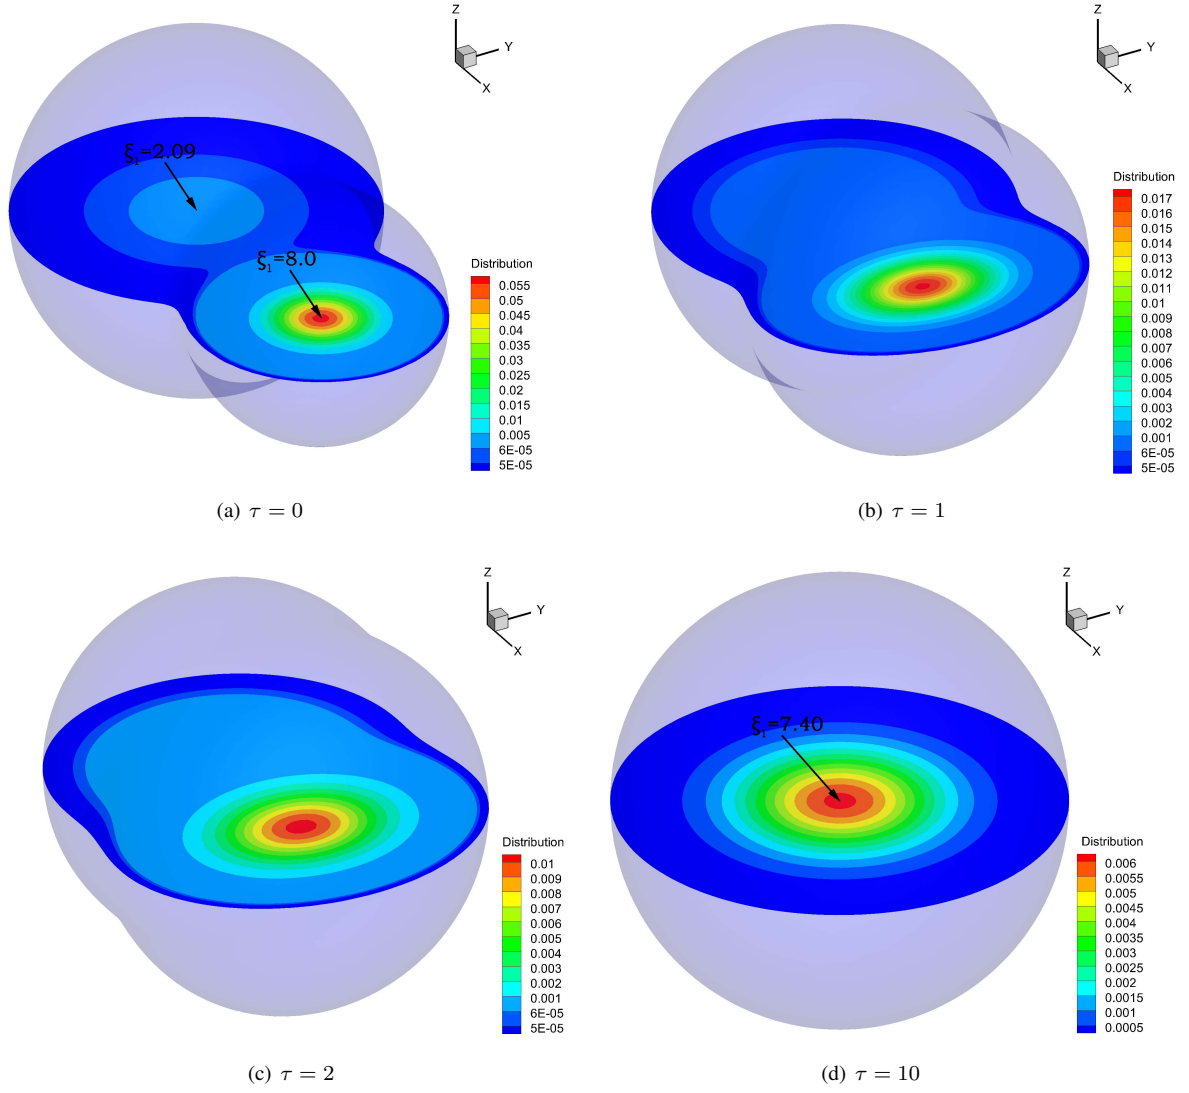 Z
Y
X
ξ₁=2.09
ξ₁=8.0
Distribution
0.055
0.05
0.045
0.04
0.035
0.03
0.025
0.02
0.015
0.01
0.005
6E-05
5E-05
(a) τ = 0
Z
Y
X
Distribution
0.017
0.016
0.015
0.014
0.013
0.012
0.011
0.01
0.009
0.008
0.007
0.006
0.005
0.004
0.003
0.002
0.001
6E-05
5E-05
(b) τ = 1
Z
Y
X
Distribution
0.01
0.009
0.008
0.007
0.006
0.005
0.004
0.003
0.002
0.001
6E-05
5E-05
(c) τ = 2
Z
Y
X
ξ₁=7.40
Distribution
0.006
0.0055
0.005
0.0045
0.004
0.0035
0.003
0.0025
0.002
0.0015
0.001
0.0005
(d) τ = 10